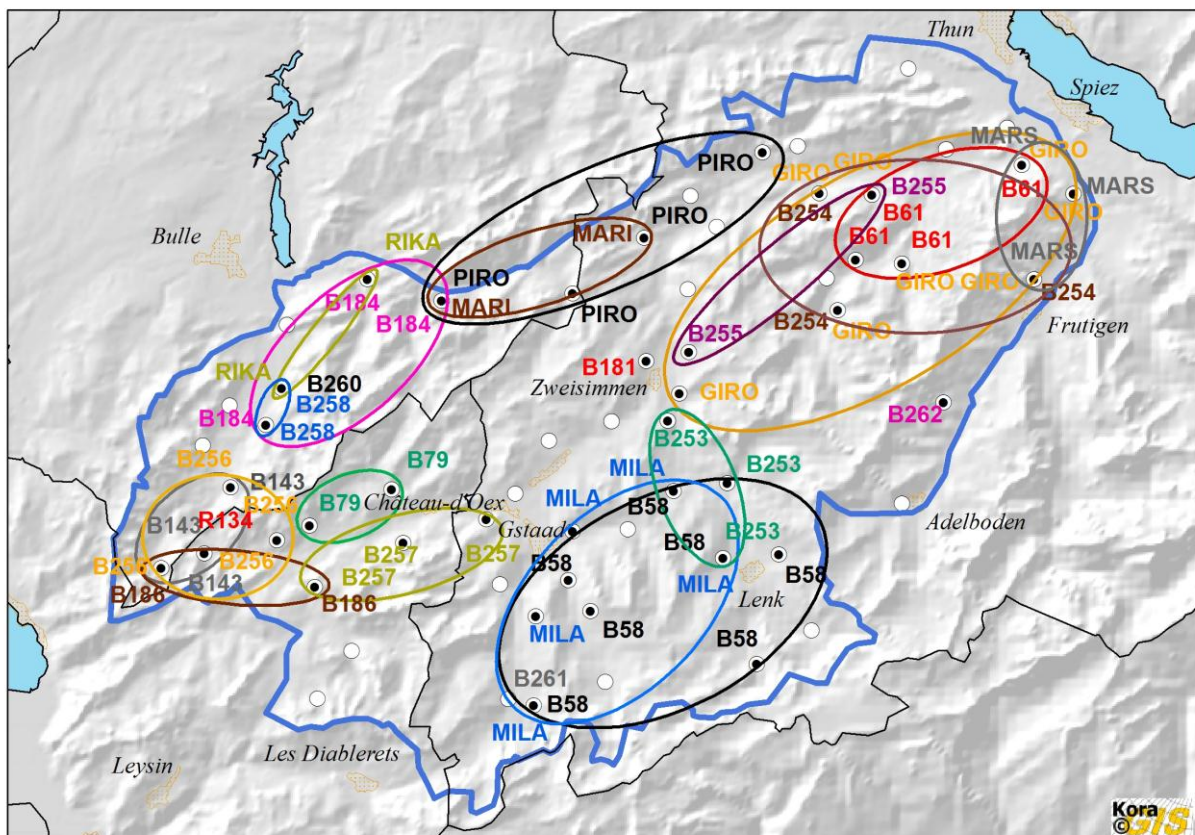 Thun
Spiez
MARS
PIRO
GIRO
GIRO
GIRO
B255
B61
MARS
B254
B61
GIRO
PIRO
MARI
B61
B61
MARS
Bulle
RIKA
PIRO
B184
MARI
B184
PIRO
GIRO
GIRO
B254
B254
GIRO
Frutigen
B255
B181
RIKA
B260
Zweisimmen
GIRO
B258
B184
B258
B262
B253
B256
B79
B143
MILA
B253
B79
Château-d'Oex
B256
B58
R134
B143
MILA
Gstaad
B253
Adelboden
B58
B257
B257
B58
B256
B256
B58
B143
B257
MILA
B186
B186
Lenk
B58
MILA
B58
B261
B58
MILA
Les Diablerets
Leysin
Kora
©GIS